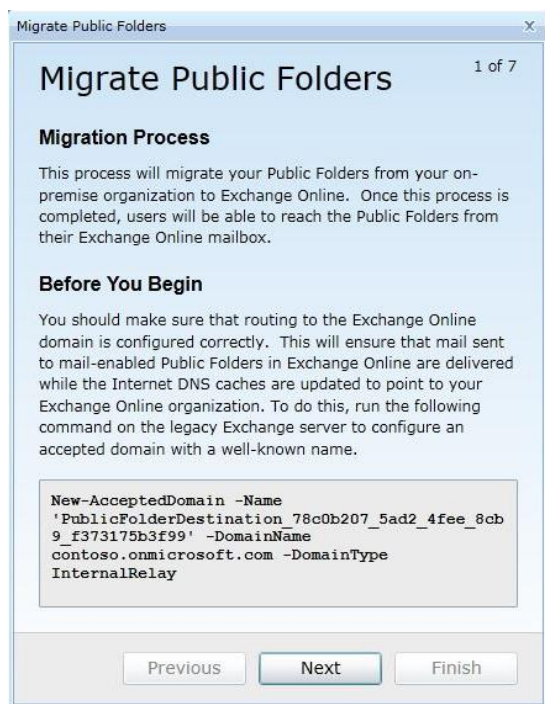 Migrate Public Folders
X
Migrate Public Folders
1 of 7
Migration Process
This process will migrate your Public Folders from your on-
premise organization to Exchange Online.  Once this process is
completed, users will be able to reach the Public Folders from
their Exchange Online mailbox.
Before You Begin
You should make sure that routing to the Exchange Online
domain is configured correctly.  This will ensure that mail sent
to mail-enabled Public Folders in Exchange Online are delivered
while the Internet DNS caches are updated to point to your
Exchange Online organization. To do this, run the following
command on the legacy Exchange server to configure an
accepted domain with a well-known name.
New-AcceptedDomain -Name
'PublicFolderDestination_78c0b207_5ad2_4fee_8cb
9_f373175b3f99' -DomainName
contoso.onmicrosoft.com -DomainType
InternalRelay
Previous
Next
Finish